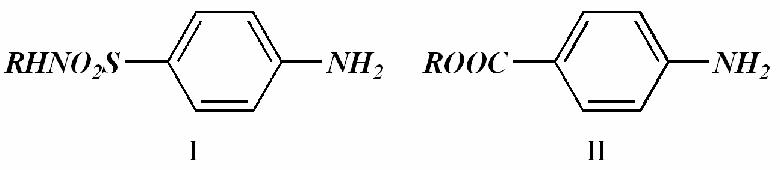 RHNO₂S NH₂ ROOC NH₂
I II